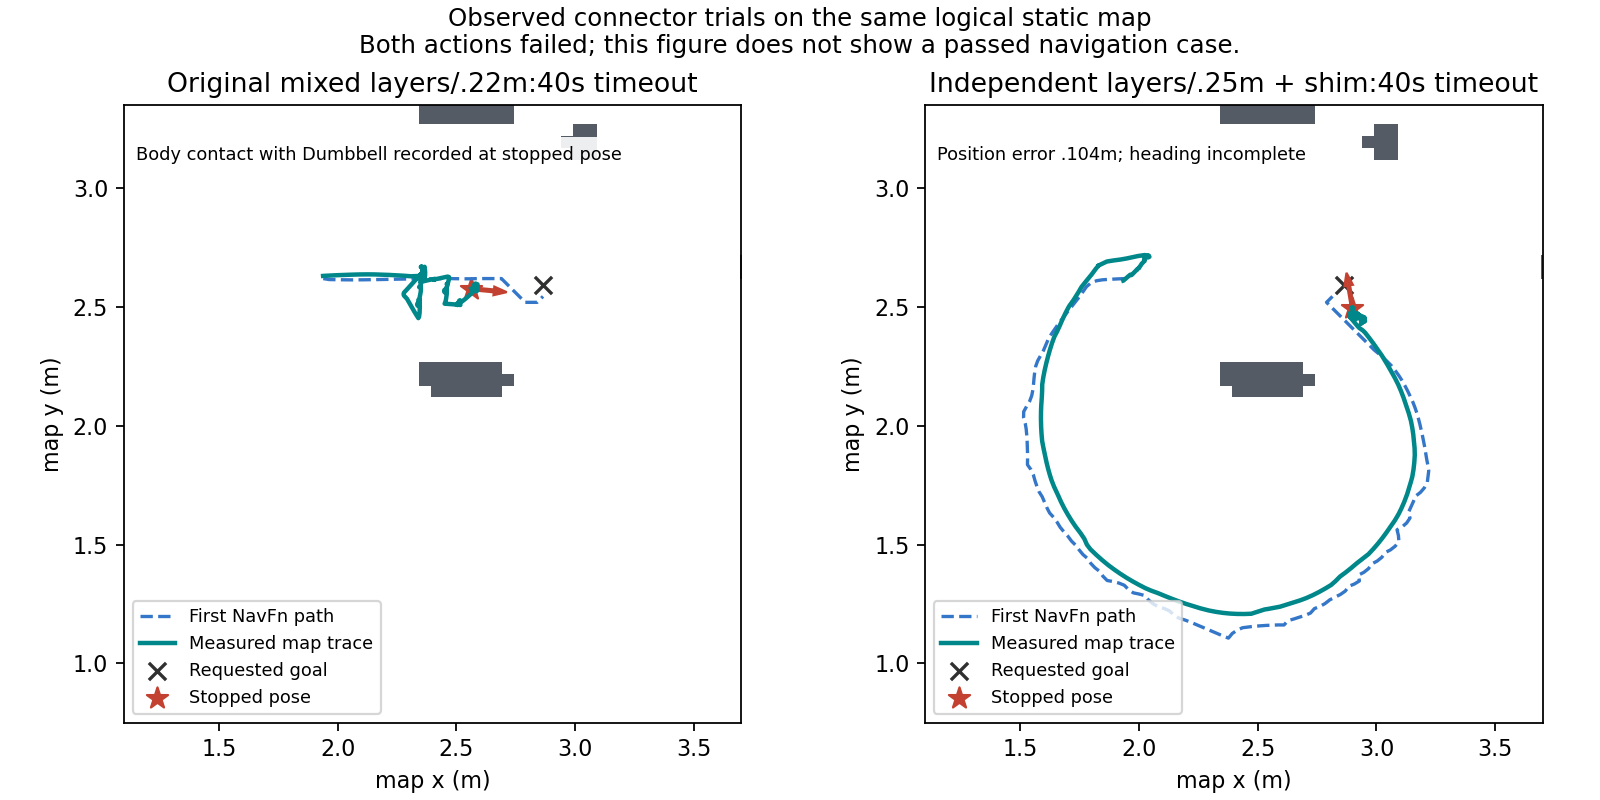 Observed connector trials on the same logical static map
Both actions failed; this figure does not show a passed navigation case.
Original mixed layers/.22m:40s timeout
Body contact with Dumbbell recorded at stopped pose
map y (m)
3.0
2.5
2.0
1.5
1.0
First NavFn path
Measured map trace
Requested goal
Stopped pose
1.5 2.0 2.5 3.0 3.5
map x (m)
Independent layers/.25m + shim:40s timeout
Position error .104m; heading incomplete
map y (m)
3.0
2.5
2.0
1.5
1.0
First NavFn path
Measured map trace
Requested goal
Stopped pose
1.5 2.0 2.5 3.0 3.5
map x (m)